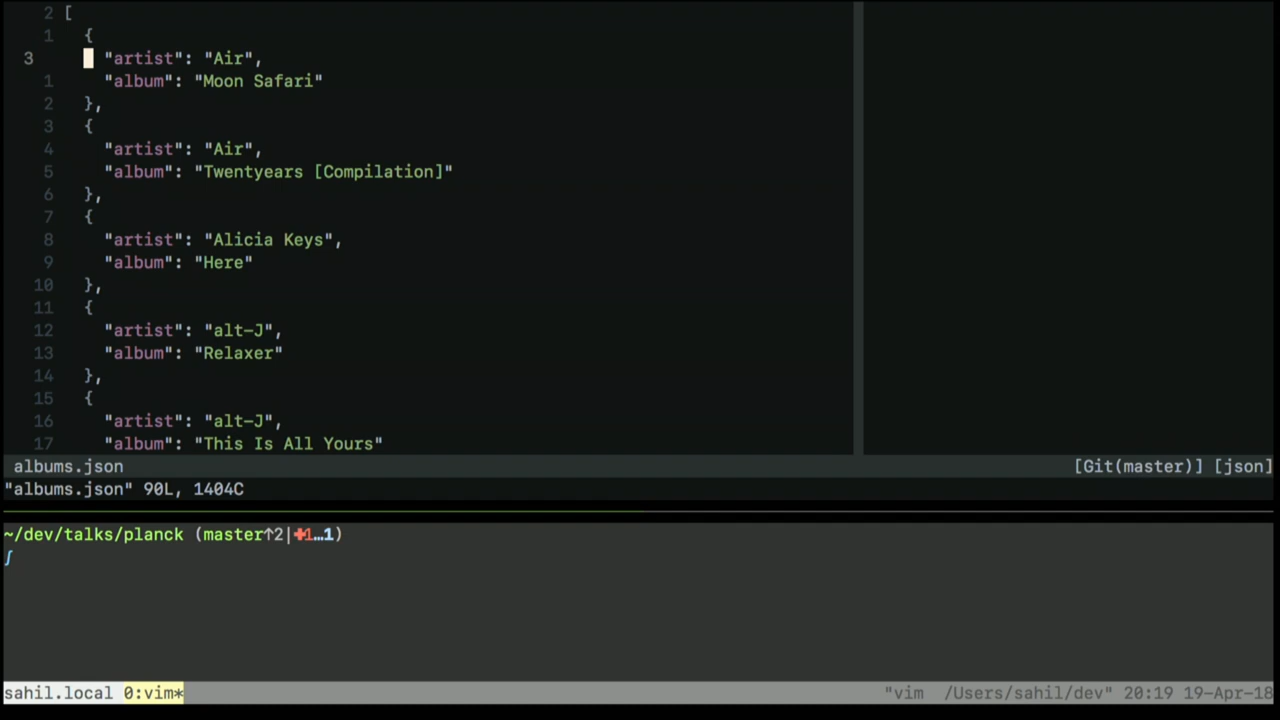 2 [
1   {
3     "artist": "Air",
1     "album": "Moon Safari"
2   },
3   {
4     "artist": "Air",
5     "album": "Twentyears [Compilation]"
6   },
7   {
8     "artist": "Alicia Keys",
9     "album": "Here"
10   },
11   {
12     "artist": "alt-J",
13     "album": "Relaxer"
14   },
15   {
16     "artist": "alt-J",
17     "album": "This Is All Yours"
albums.json [Git(master)] [json]
"albums.json" 90L, 1404C
~/dev/talks/planck (master↑2|✚1…1)
∫
sahil.local 0:vim* "vim  /Users/sahil/dev" 20:19 19-Apr-18